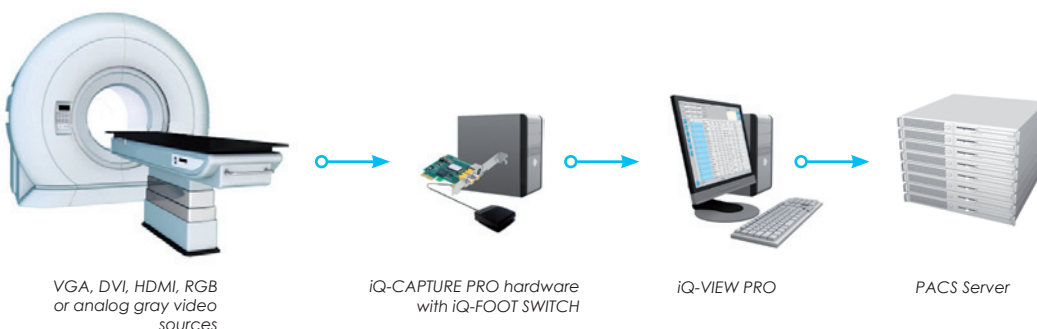 VGA, DVI, HDMI, RGB
or analog gray video
sources
iQ-CAPTURE PRO hardware
with iQ-FOOT SWITCH
iQ-VIEW PRO
PACS Server